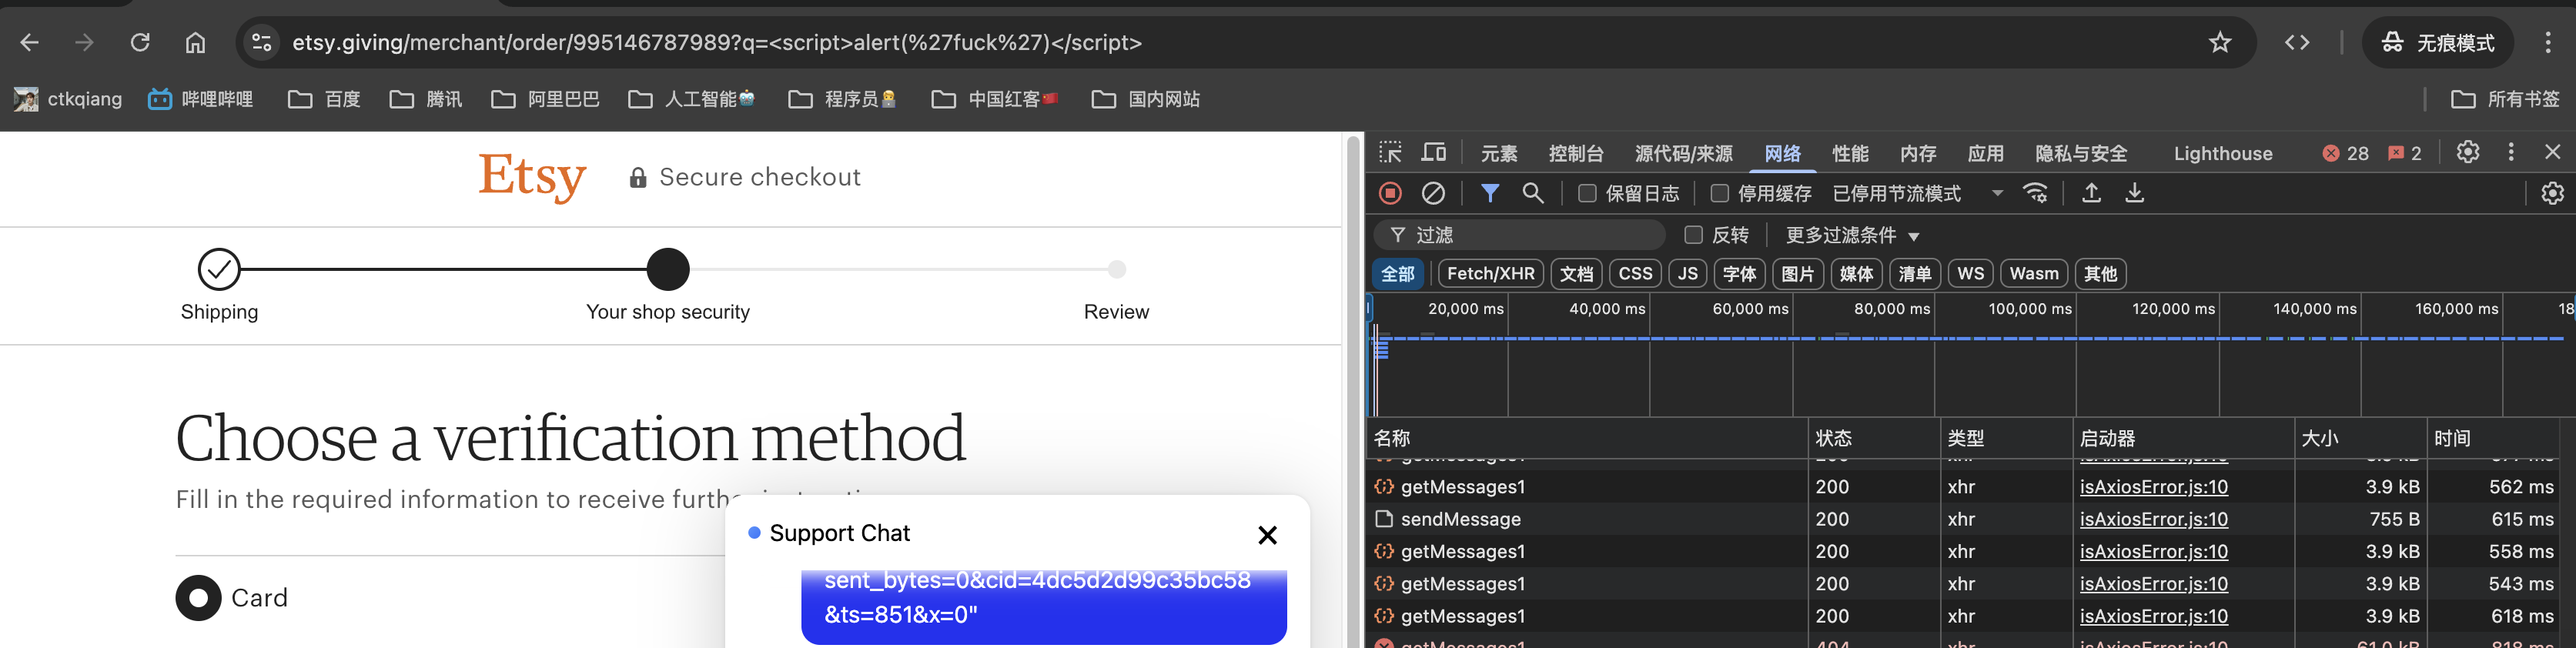 etsy.giving/merchant/order/995146787989?q=<script>alert(%27fuck%27)</script>
无痕模式
ctkqiang
哔哩哔哩
百度
腾讯
阿里巴巴
人工智能🤖
程序员👨‍💻
中国红客🇨🇳
国内网站
所有书签
Etsy
Secure checkout
Shipping
Your shop security
Review
Choose a verification method
Fill in the required information to receive
Card
Support Chat
sent_bytes=0&cid=4dc5d2d99c35bc58
&ts=851&x=0"
元素 控制台 源代码/来源 网络 性能 内存 应用 隐私与安全 Lighthouse 28 2
保留日志 停用缓存 已停用节流模式
过滤 反转 更多过滤条件
全部 Fetch/XHR 文档 CSS JS 字体 图片 媒体 清单 WS Wasm 其他
20,000 ms 40,000 ms 60,000 ms 80,000 ms 100,000 ms 120,000 ms 140,000 ms 160,000 ms 18
名称 状态 类型 启动器 大小 时间
getMessages1 200 xhr isAxiosError.js:10 3.9 kB 562 ms
sendMessage 200 xhr isAxiosError.js:10 755 B 615 ms
getMessages1 200 xhr isAxiosError.js:10 3.9 kB 558 ms
getMessages1 200 xhr isAxiosError.js:10 3.9 kB 543 ms
getMessages1 200 xhr isAxiosError.js:10 3.9 kB 618 ms